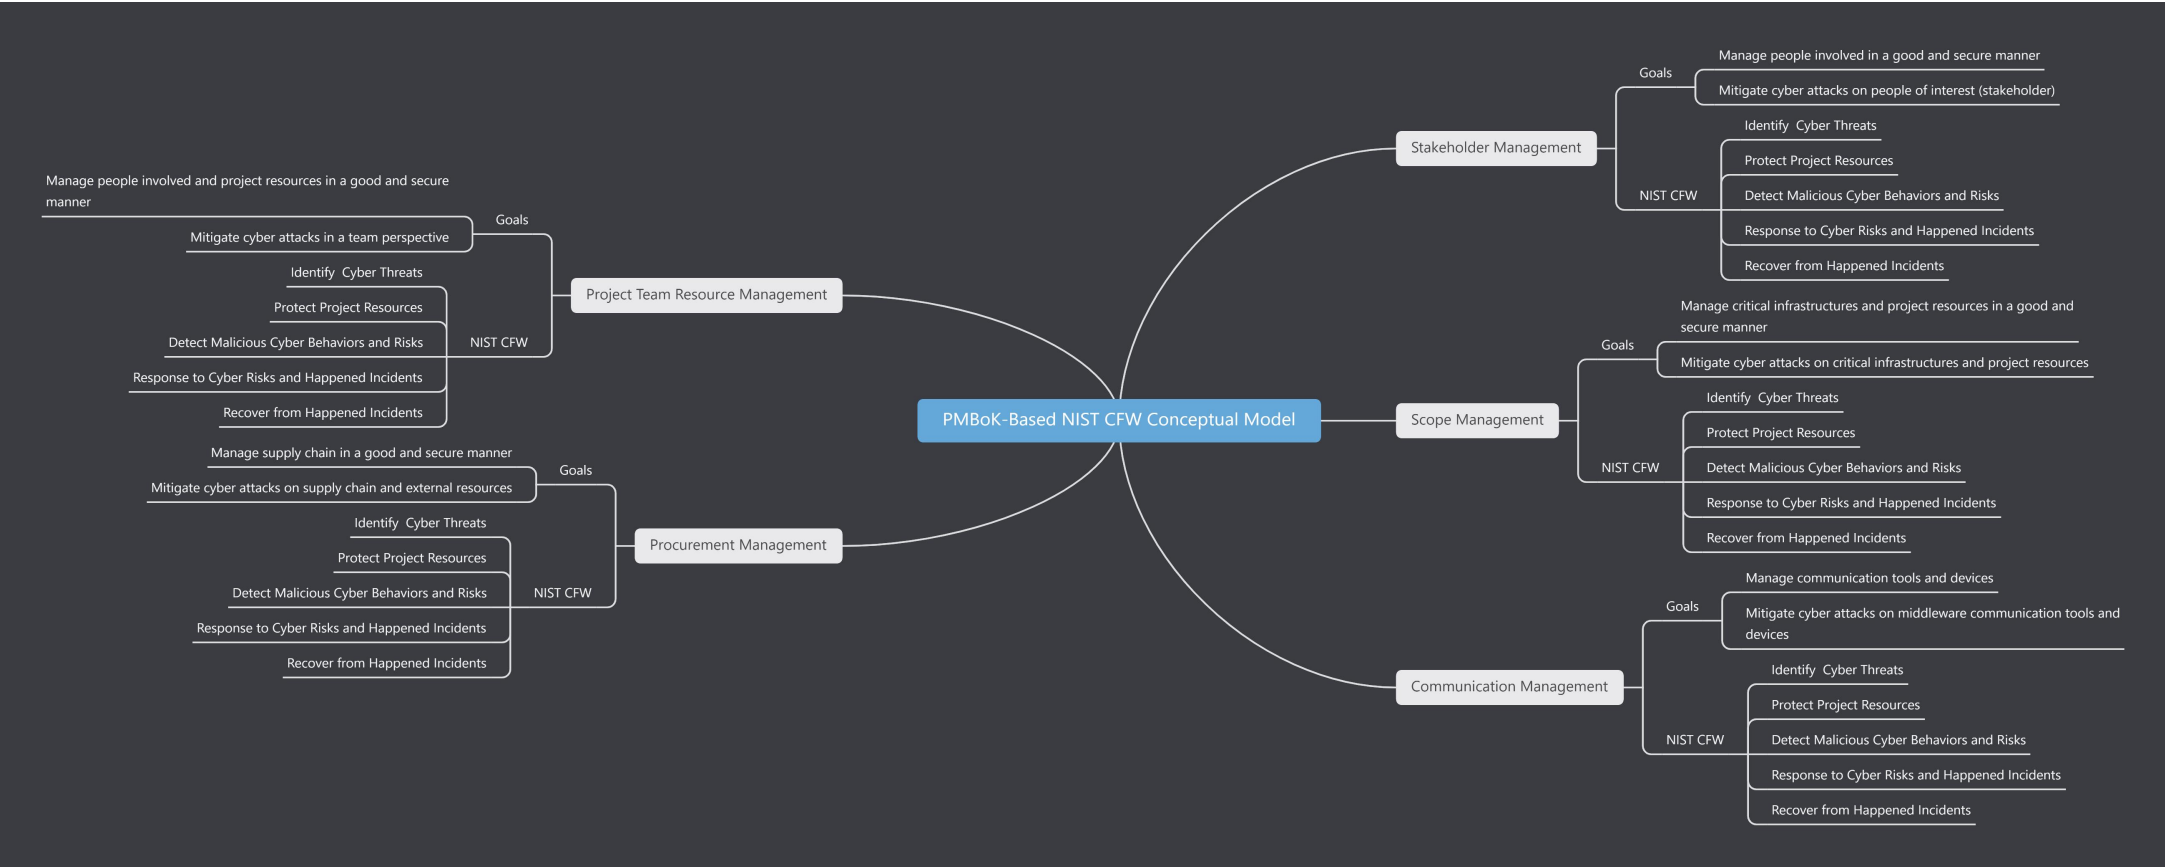 PMBoK-Based NIST CFW Conceptual Model
Stakeholder Management
Goals
Manage people involved in a good and secure manner
Mitigate cyber attacks on people of interest (stakeholder)
NIST CFW
Identify  Cyber Threats
Protect Project Resources
Detect Malicious Cyber Behaviors and Risks
Response to Cyber Risks and Happened Incidents
Recover from Happened Incidents
Scope Management
Goals
Manage critical infrastructures and project resources in a good and
secure manner
Mitigate cyber attacks on critical infrastructures and project resources
NIST CFW
Identify  Cyber Threats
Protect Project Resources
Detect Malicious Cyber Behaviors and Risks
Response to Cyber Risks and Happened Incidents
Recover from Happened Incidents
Communication Management
Goals
Manage communication tools and devices
Mitigate cyber attacks on middleware communication tools and
devices
NIST CFW
Identify  Cyber Threats
Protect Project Resources
Detect Malicious Cyber Behaviors and Risks
Response to Cyber Risks and Happened Incidents
Recover from Happened Incidents
Project Team Resource Management
Goals
Manage people involved and project resources in a good and secure
manner
Mitigate cyber attacks in a team perspective
NIST CFW
Identify  Cyber Threats
Protect Project Resources
Detect Malicious Cyber Behaviors and Risks
Response to Cyber Risks and Happened Incidents
Recover from Happened Incidents
Procurement Management
Goals
Manage supply chain in a good and secure manner
Mitigate cyber attacks on supply chain and external resources
NIST CFW
Identify  Cyber Threats
Protect Project Resources
Detect Malicious Cyber Behaviors and Risks
Response to Cyber Risks and Happened Incidents
Recover from Happened Incidents